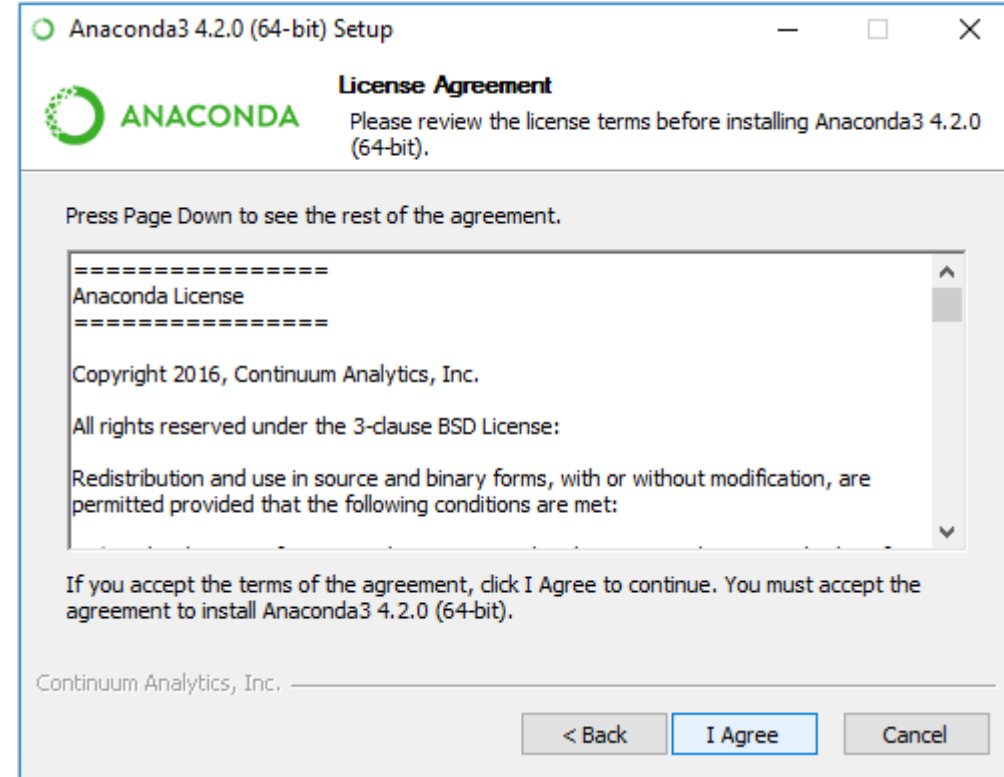 Anaconda3 4.2.0 (64-bit) Setup
ANACONDA
License Agreement
Please review the license terms before installing Anaconda3 4.2.0
(64-bit).
Press Page Down to see the rest of the agreement.
================
Anaconda License
================
Copyright 2016, Continuum Analytics, Inc.
All rights reserved under the 3-clause BSD License:
Redistribution and use in source and binary forms, with or without modification, are
permitted provided that the following conditions are met:
If you accept the terms of the agreement, click I Agree to continue. You must accept the
agreement to install Anaconda3 4.2.0 (64-bit).
Continuum Analytics, Inc.
< Back
I Agree
Cancel